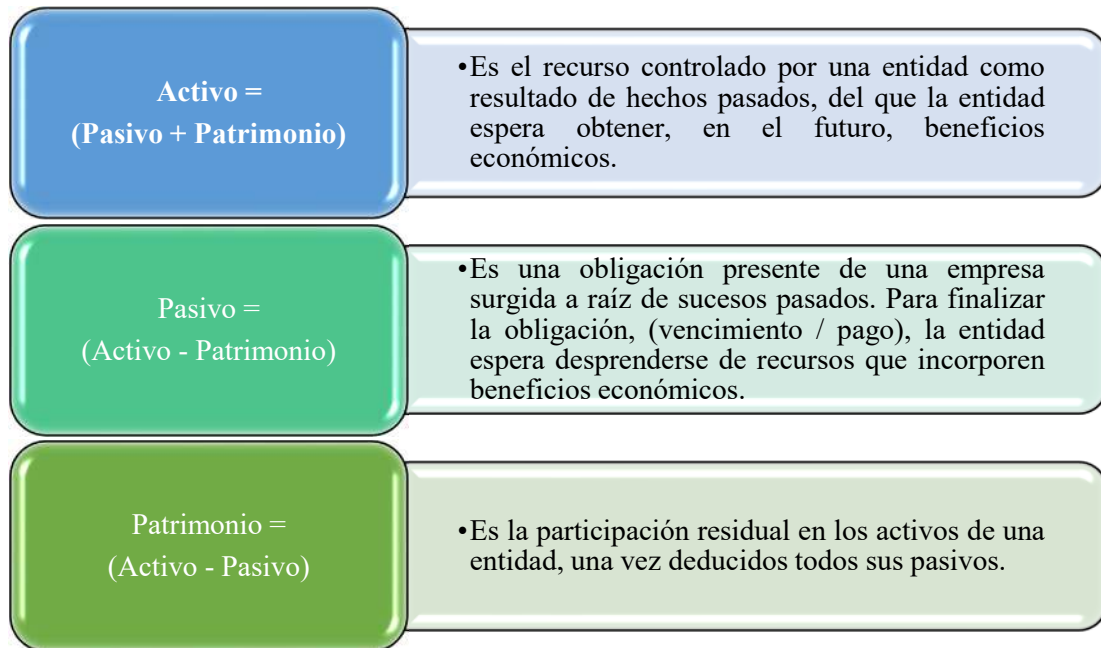 Activo =
(Pasivo + Patrimonio)
•Es el recurso controlado por una entidad como
resultado de hechos pasados, del que la entidad
espera obtener, en el futuro, beneficios
económicos.
Pasivo =
(Activo - Patrimonio)
•Es una obligación presente de una empresa
surgida a raíz de sucesos pasados. Para finalizar
la obligación, (vencimiento / pago), la entidad
espera desprenderse de recursos que incorporen
beneficios económicos.
Patrimonio =
(Activo - Pasivo)
•Es la participación residual en los activos de una
entidad, una vez deducidos todos sus pasivos.